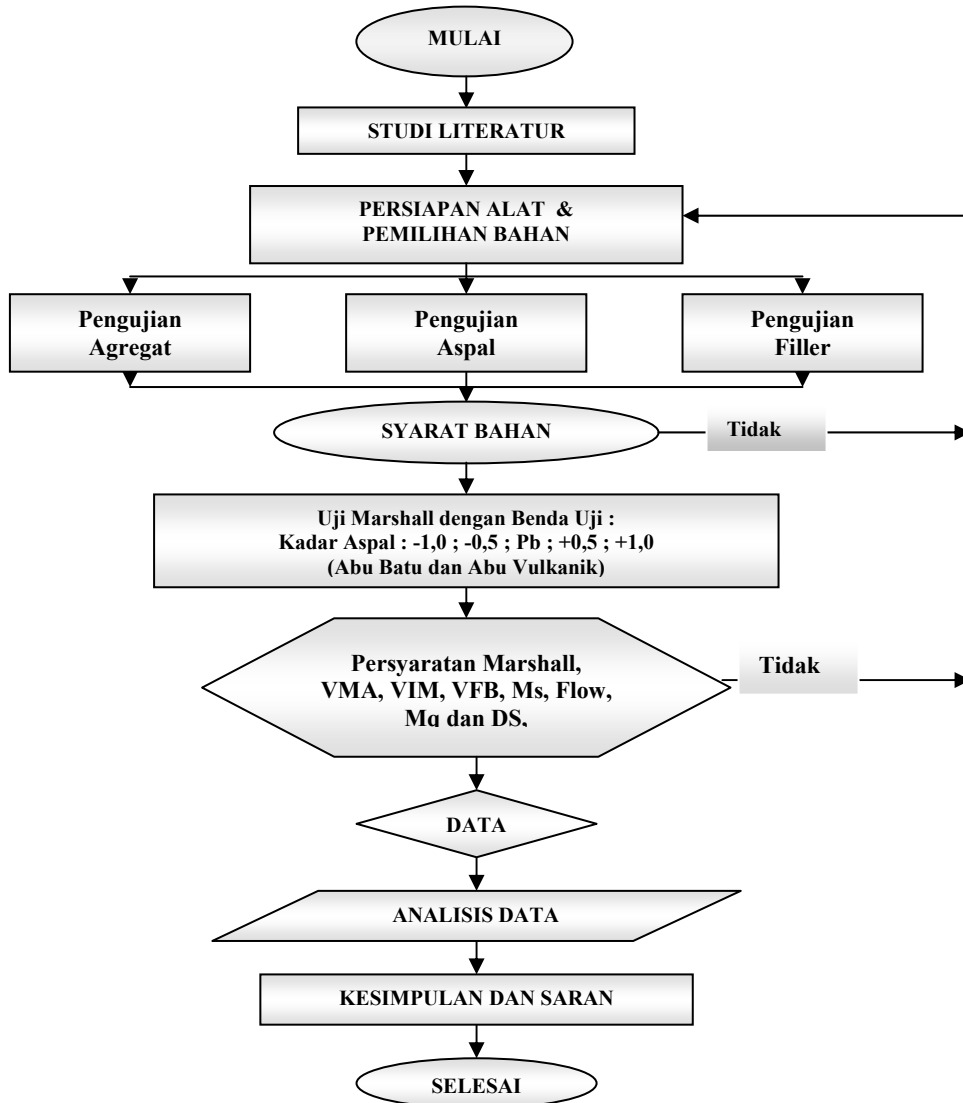 MULAI
STUDI LITERATUR
PERSIAPAN ALAT &
PEMILIHAN BAHAN
Pengujian
Agregat
Pengujian
Aspal
Pengujian
Filler
SYARAT BAHAN
Tidak
Uji Marshall dengan Benda Uji :
Kadar Aspal : -1,0 ; -0,5 ; Pb ; +0,5 ; +1,0
(Abu Batu dan Abu Vulkanik)
Persyaratan Marshall,
VMA, VIM, VFB, Ms, Flow,
Mq dan DS,
Tidak
DATA
ANALISIS DATA
KESIMPULAN DAN SARAN
SELESAI